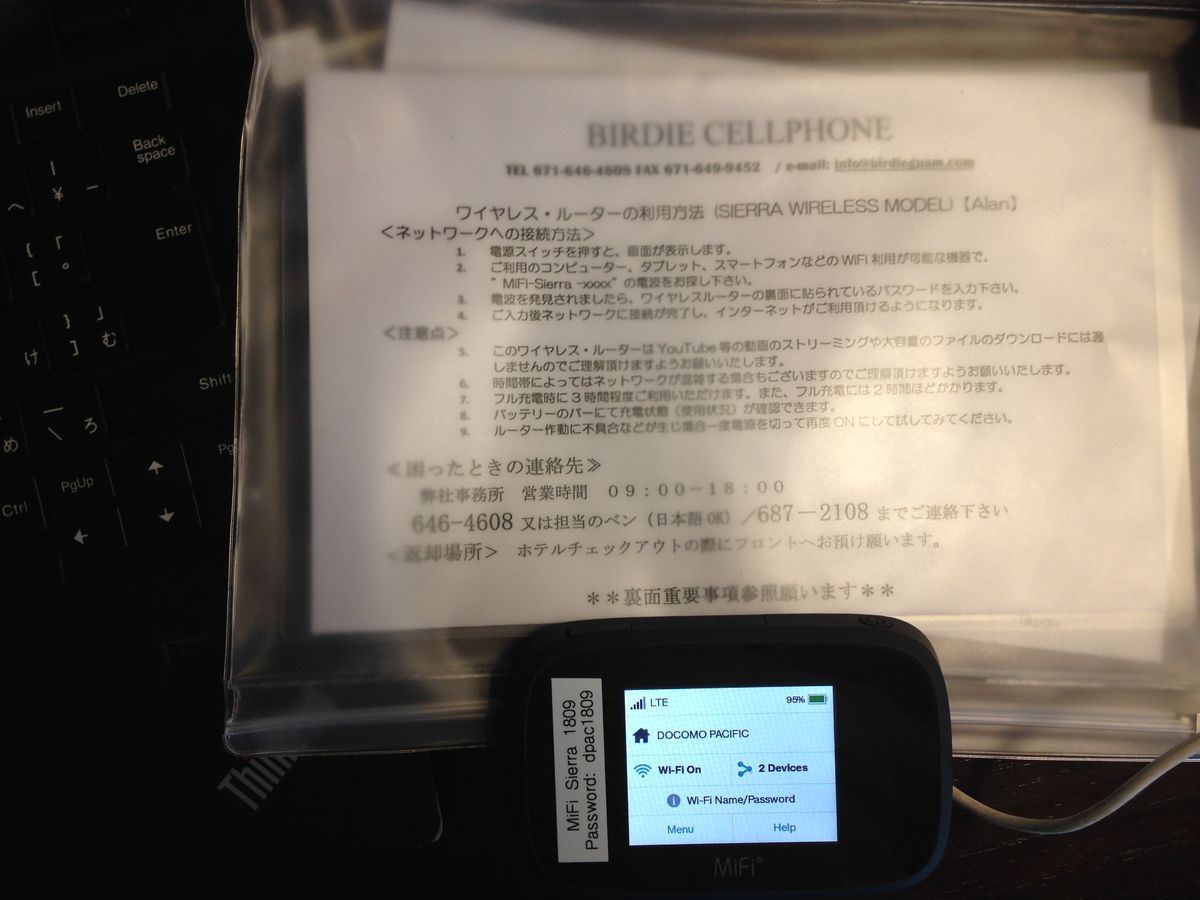 Insert
Delete
Back
space
|
¥
-
へ
Enter
{ 「
[ °
} 」
] む
け
Shift
\ ろ
め
PgUp
Ctrl
BIRDIE CELLPHONE
TEL 671-646-4608 FAX 671-649-9452 / e-mail: info@birdieguam.com
ワイヤレス・ルーターの利用方法 (SIERRA WIRELESS MODEL)【Alan】
<ネットワークへの接続方法>
1. 電源スイッチを押すと、画面が表示します。
2. ご利用のコンピューター、タブレット、スマートフォンなどの WiFi 利用が可能な機器で、
" MiFi-Sierra -xxxx" の電波をお探し下さい。
3. 電波を発見されましたら、ワイヤレスルーターの裏面に貼られているパスワードを入力下さい。
4. ご入力後ネットワークに接続が完了し、インターネットがご利用頂けるようになります。
<注意点>
5. このワイヤレス・ルーターは YouTube 等の動画のストリーミングや大容量のファイルのダウンロードには適
しませんのでご理解頂けますようお願いいたします。
6. 時間帯によってはネットワークが混雑する場合もございますのでご理解頂けますようお願いいたします。
7. フル充電時に 3 時間程度ご利用いただけます。また、フル充電には 2 時間ほどかかります。
8. バッテリーのバーにて充電状態（使用状況）が確認できます。
9. ルーター作動に不具合などが生じ場合一度電源を切って再度 ON にして試してみてください。
≪困ったときの連絡先≫
弊社事務所 営業時間 09：00－18：00
646-4608 又は担当のベン（日本語 OK）／687－2108 までご連絡下さい
<返却場所> ホテルチェックアウトの際にフロントへお預け願います。
＊＊裏面重要事項参照願います＊＊
MiFi Sierra 1809
Password: dpac1809
LTE 95%
DOCOMO PACIFIC
Wi-Fi On 2 Devices
Wi-Fi Name/Password
Menu Help
MiFi®